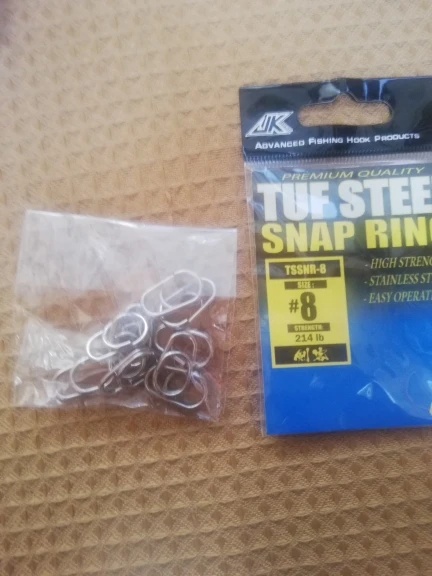 JK
ADVANCED FISHING HOOK PRODUCTS
PREMIUM QUALITY
TUF STEE
SNAP RING
- HIGH STRENG
- STAINLESS ST
- EASY OPERAT
TSSNR-8
SIZE:
#8
STRENGTH:
214 lb